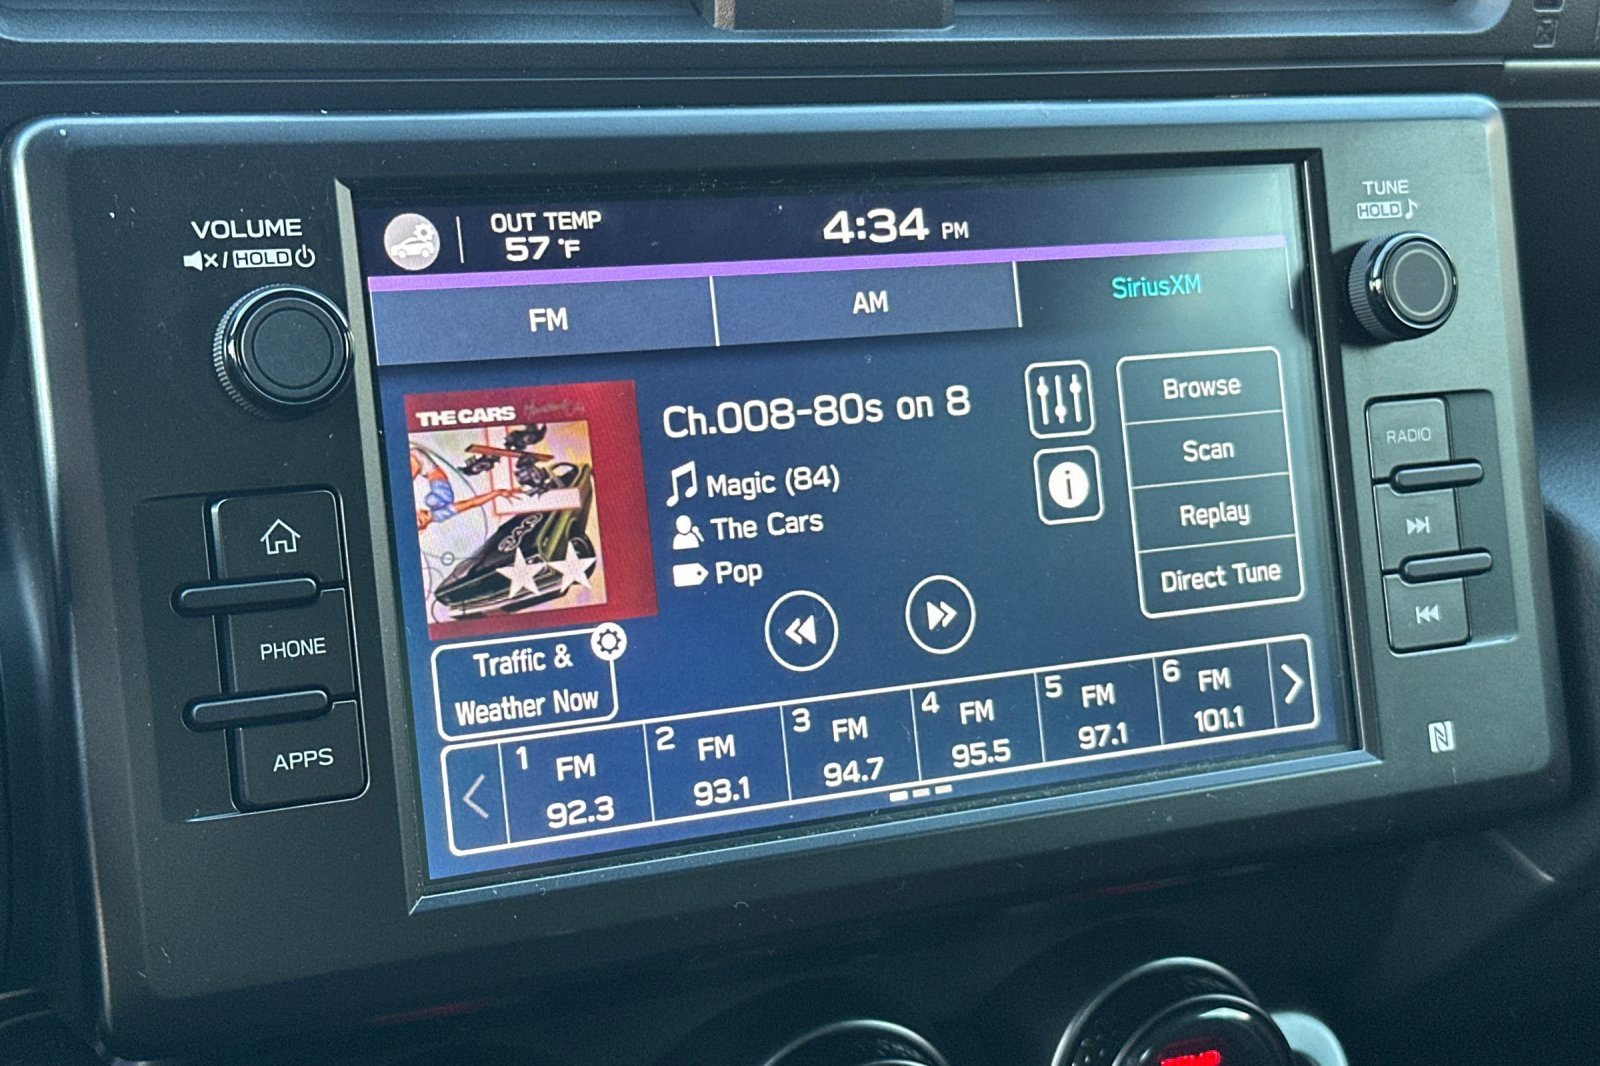 VOLUME
/HOLD
OUT TEMP
57 °F
4:34 PM
TUNE
HOLD
FM
AM
SiriusXM
THE CARS
Ch.008-80s on 8
Magic (84)
The Cars
Pop
Browse
Scan
Replay
Direct Tune
RADIO
PHONE
APPS
Traffic &
Weather Now
1 FM
92.3
2 FM
93.1
3 FM
94.7
4 FM
95.5
5 FM
97.1
6 FM
101.1
N